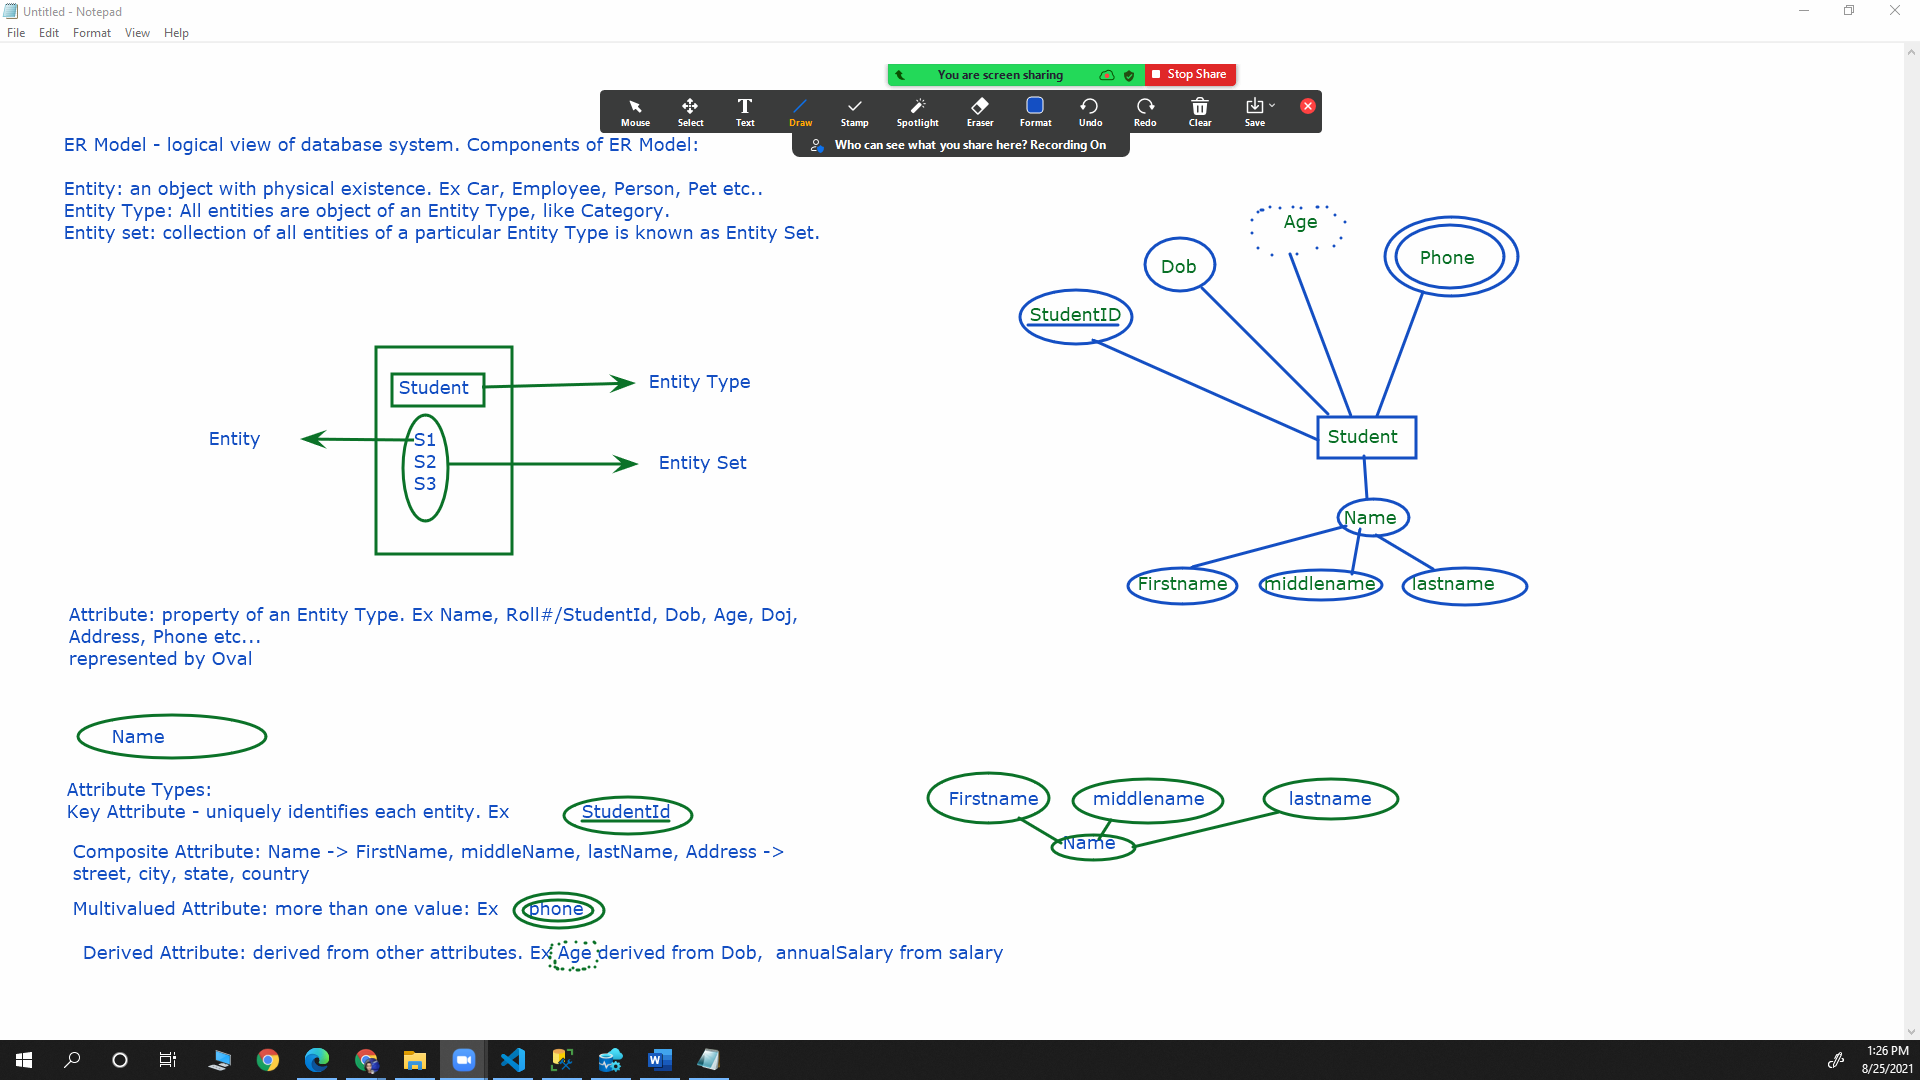 Untitled - Notepad
File Edit Format View Help
You are screen sharing
Stop Share
Mouse Select Text Draw Stamp Spotlight Eraser Format Undo Redo Clear Save
Who can see what you share here? Recording On
ER Model - logical view of database system. Components of ER Model:
Entity: an object with physical existence. Ex Car, Employee, Person, Pet etc..
Entity Type: All entities are object of an Entity Type, like Category.
Entity set: collection of all entities of a particular Entity Type is known as Entity Set.
Student
Entity Type
Entity
S1
S2
S3
Entity Set
Age
Phone
Dob
StudentID
Student
Name
Firstname
middlename
lastname
Attribute: property of an Entity Type. Ex Name, Roll#/StudentId, Dob, Age, Doj,
Address, Phone etc...
represented by Oval
Name
Attribute Types:
Key Attribute - uniquely identifies each entity. Ex
StudentId
Composite Attribute: Name -> FirstName, middleName, lastName, Address ->
street, city, state, country
Multivalued Attribute: more than one value: Ex
phone
Derived Attribute: derived from other attributes. Ex Age derived from Dob, annualSalary from salary
Firstname
middlename
lastname
Name
1:26 PM
8/25/2021